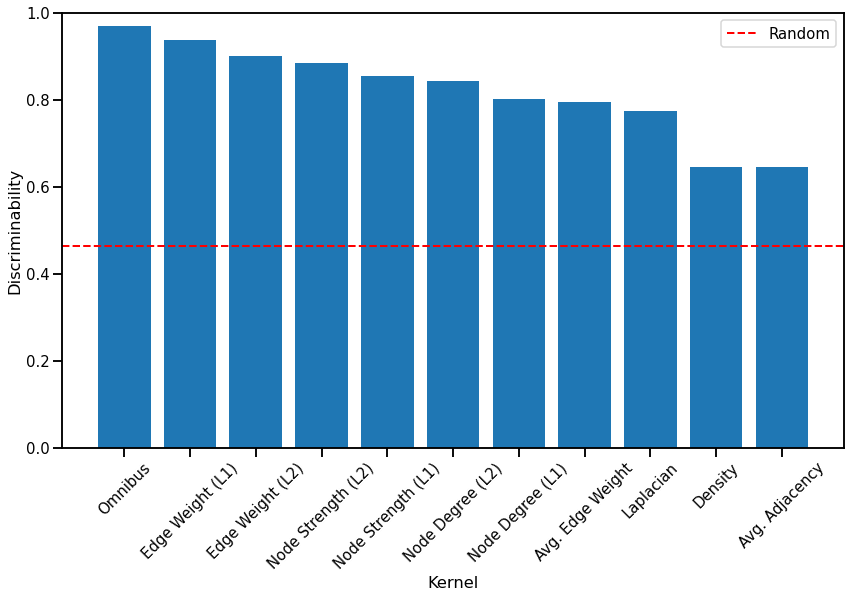 1.0
0.8
0.6
0.4
0.2
0.0
Discriminability
Random
Omnibus
Edge Weight (L1)
Edge Weight (L2)
Node Strength (L2)
Node Strength (L1)
Node Degree (L2)
Node Degree (L1)
Avg. Edge Weight
Laplacian
Density
Avg. Adjacency
Kernel